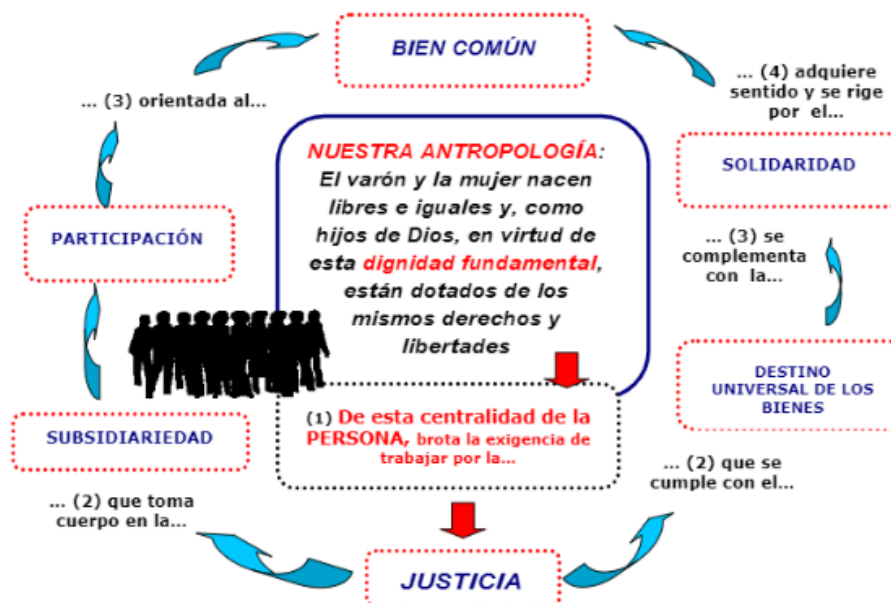 BIEN COMÚN
... (3) orientada al...
... (4) adquiere
sentido y se rige
por el...
NUESTRA ANTROPOLOGÍA:
El varón y la mujer nacen
libres e iguales y, como
hijos de Dios, en virtud de
esta dignidad fundamental,
están dotados de los
mismos derechos y
libertades
SOLIDARIDAD
PARTICIPACIÓN
... (3) se
complementa
con la...
(1) De esta centralidad de la
PERSONA, brota la exigencia de
trabajar por la...
DESTINO
UNIVERSAL DE LOS
BIENES
SUBSIDIARIEDAD
... (2) que toma
cuerpo en la...
... (2) que se
cumple con el...
JUSTICIA